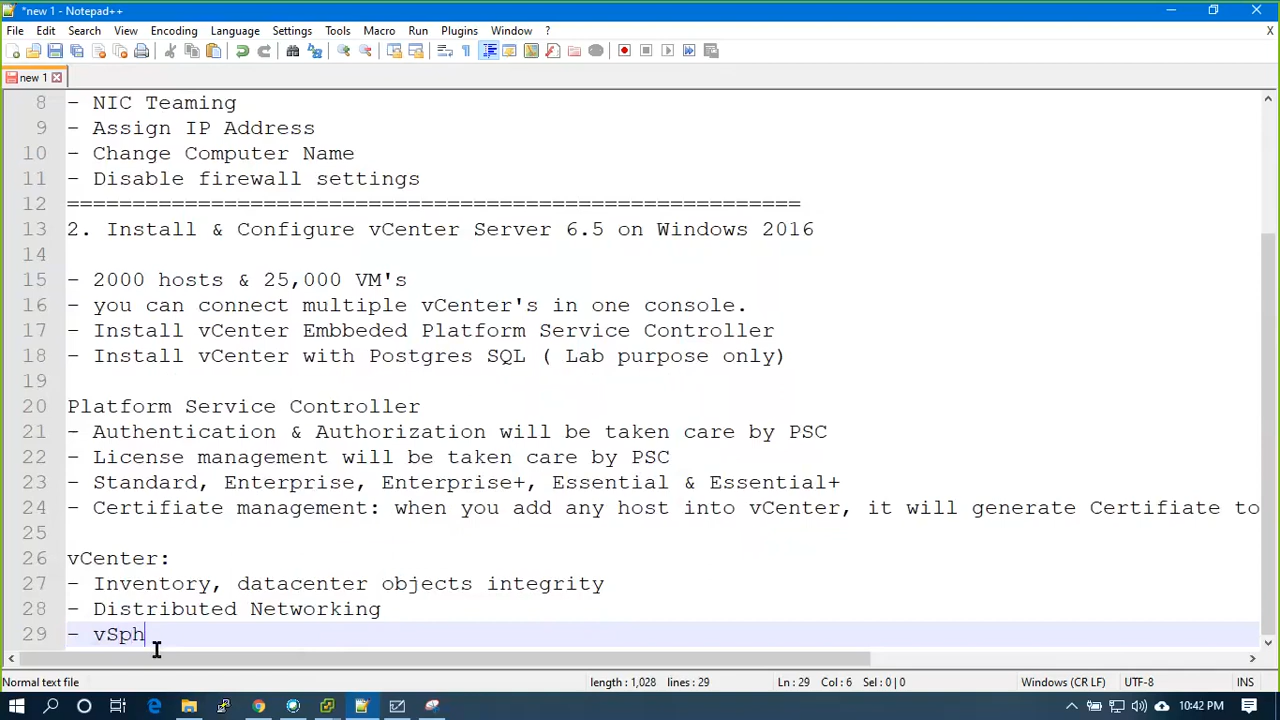 *new 1 - Notepad++
File Edit Search View Encoding Language Settings Tools Macro Run Plugins Window ? X
new 1
8 - NIC Teaming
9 - Assign IP Address
10 - Change Computer Name
11 - Disable firewall settings
12 ========================================================
13 2. Install & Configure vCenter Server 6.5 on Windows 2016
14
15 - 2000 hosts & 25,000 VM's
16 - you can connect multiple vCenter's in one console.
17 - Install vCenter Embbeded Platform Service Controller
18 - Install vCenter with Postgres SQL ( Lab purpose only)
19
20 Platform Service Controller
21 - Authentication & Authorization will be taken care by PSC
22 - License management will be taken care by PSC
23 - Standard, Enterprise, Enterprise+, Essential & Essential+
24 - Certifiate management: when you add any host into vCenter, it will generate Certifiate to
25
26 vCenter:
27 - Inventory, datacenter objects integrity
28 - Distributed Networking
29 - vSph
Normal text file length : 1,028 lines : 29 Ln : 29 Col : 6 Sel : 0 | 0 Windows (CR LF) UTF-8 INS
10:42 PM